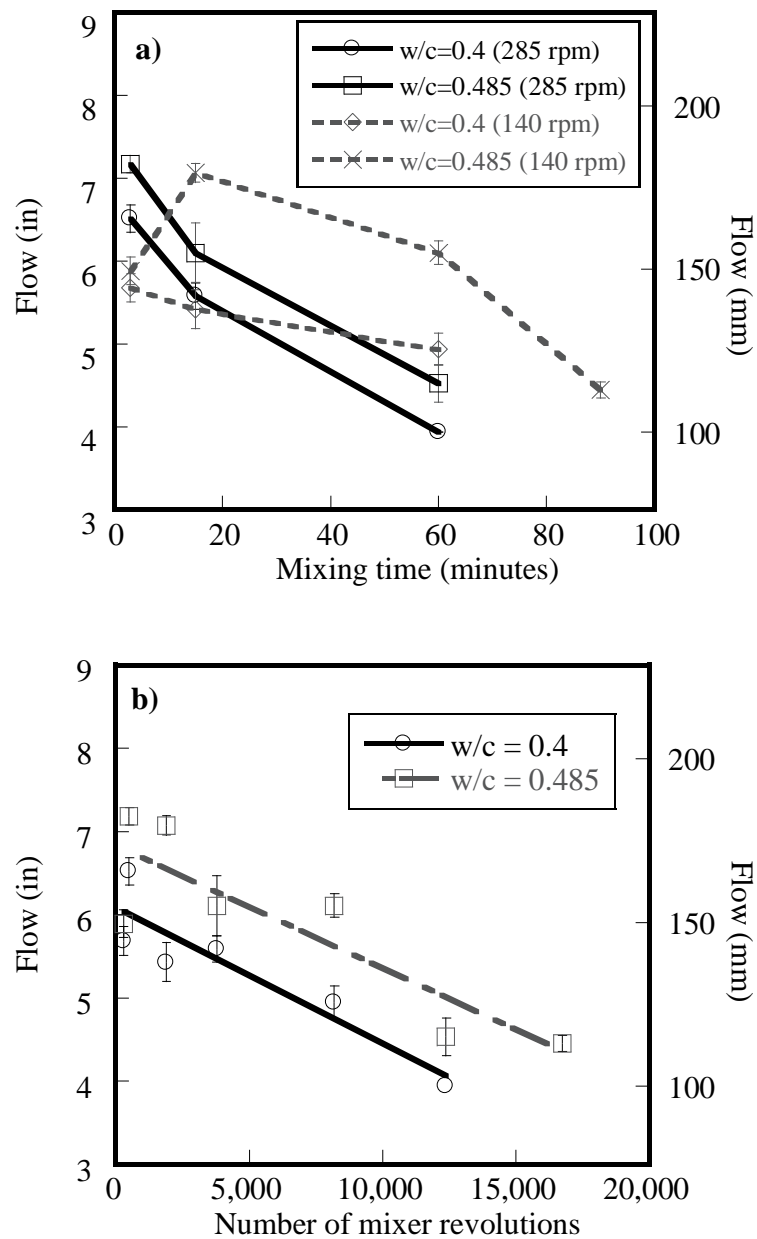 a)
w/c=0.4 (285 rpm)
w/c=0.485 (285 rpm)
w/c=0.4 (140 rpm)
w/c=0.485 (140 rpm)
9
8
7
6
5
4
3
Flow (in)
200
150
100
Flow (mm)
0 20 40 60 80 100
Mixing time (minutes)
b)
w/c = 0.4
w/c = 0.485
9
8
7
6
5
4
3
Flow (in)
200
150
100
Flow (mm)
0 5,000 10,000 15,000 20,000
Number of mixer revolutions